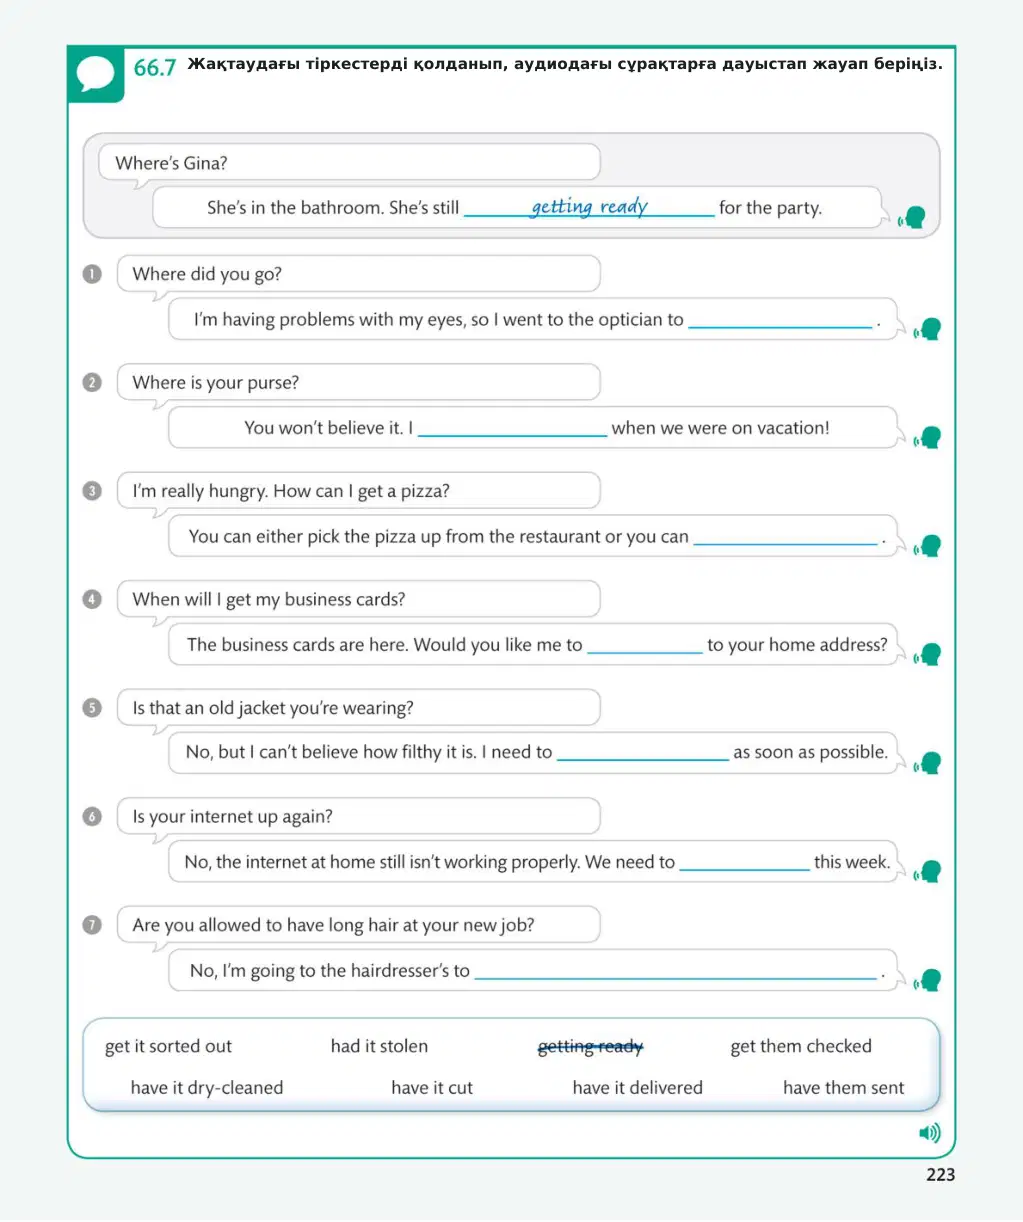 66.7 Жақтаудағы тіркестерді қолданып, аудиодағы сұрақтарға дауыстап жауап беріңіз.
Where's Gina?
She's in the bathroom. She's still getting ready for the party.
1 Where did you go?
I'm having problems with my eyes, so I went to the optician to ____________ .
2 Where is your purse?
You won't believe it. I ____________ when we were on vacation!
3 I'm really hungry. How can I get a pizza?
You can either pick the pizza up from the restaurant or you can ____________ .
4 When will I get my business cards?
The business cards are here. Would you like me to ____________ to your home address?
5 Is that an old jacket you're wearing?
No, but I can't believe how filthy it is. I need to ____________ as soon as possible.
6 Is your internet up again?
No, the internet at home still isn't working properly. We need to ____________ this week.
7 Are you allowed to have long hair at your new job?
No, I'm going to the hairdresser's to ____________ .
get it sorted out had it stolen getting ready get them checked
have it dry-cleaned have it cut have it delivered have them sent
223